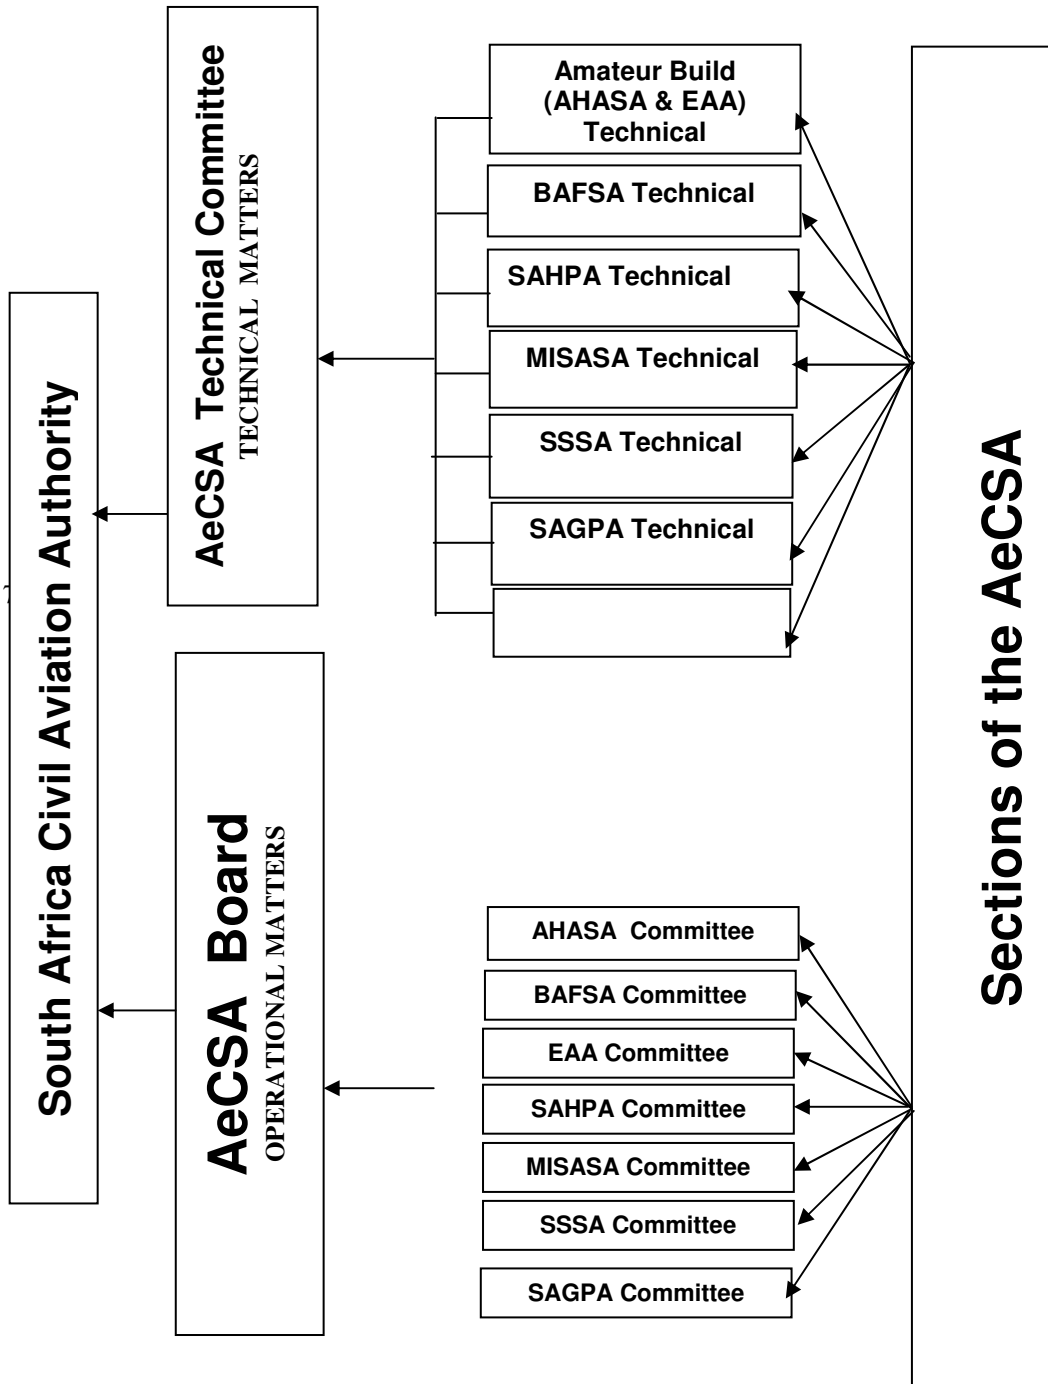 South Africa Civil Aviation Authority
AeCSA Technical Committee
TECHNICAL MATTERS
Amateur Build
(AHASA & EAA)
Technical
BAFSA Technical
SAHPA Technical
MISASA Technical
SSSA Technical
SAGPA Technical
AeCSA Board
OPERATIONAL MATTERS
AHASA Committee
BAFSA Committee
EAA Committee
SAHPA Committee
MISASA Committee
SSSA Committee
SAGPA Committee
Sections of the AeCSA